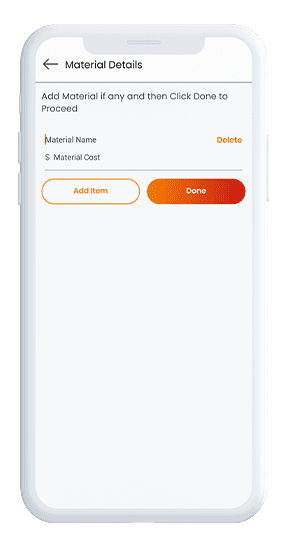 Material Details
Add Material if any and then Click Done to
Proceed
Material Name Delete
$ Material Cost
Add Item Done